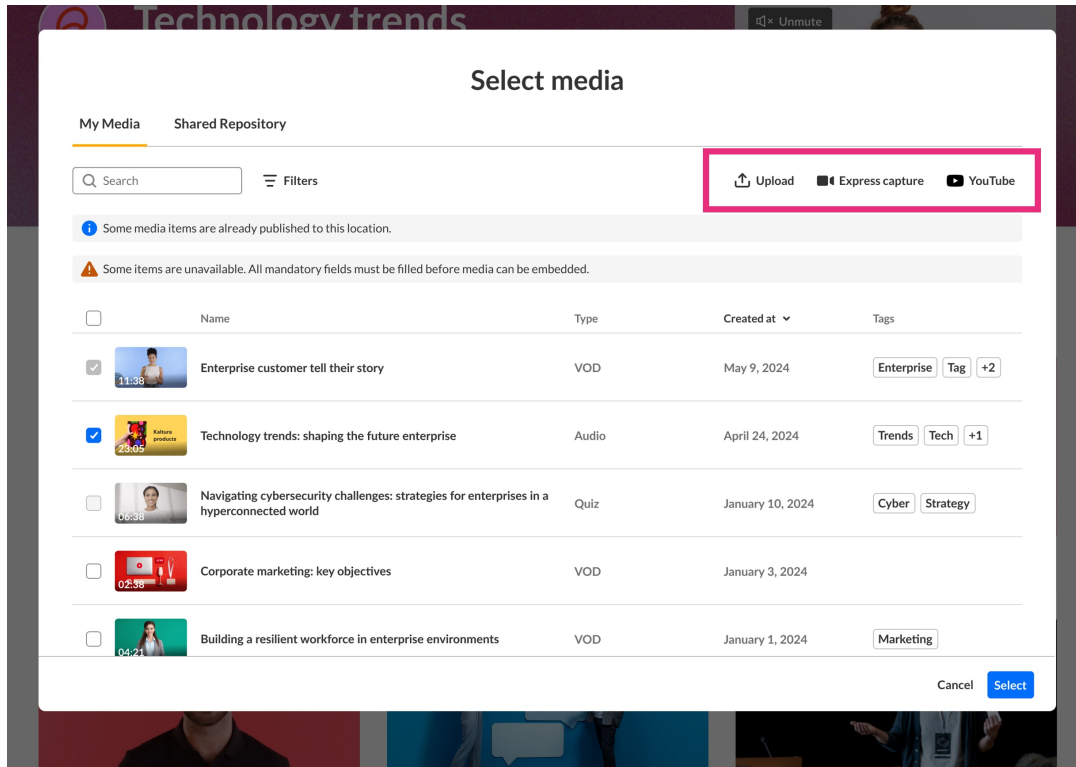 Technology trends
Unmute
Select media
My Media Shared Repository
Search Filters Upload Express capture YouTube
Some media items are already published to this location.
Some items are unavailable. All mandatory fields must be filled before media can be embedded.
Name Type Created at Tags
11:38 Enterprise customer tell their story VOD May 9, 2024 Enterprise Tag +2
Kaltura
products
23:05 Technology trends: shaping the future enterprise Audio April 24, 2024 Trends Tech +1
Navigating cybersecurity challenges: strategies for enterprises in a
hyperconnected world
06:38 Quiz January 10, 2024 Cyber Strategy
02:38 Corporate marketing: key objectives VOD January 3, 2024
04:21 Building a resilient workforce in enterprise environments VOD January 1, 2024 Marketing
Cancel Select